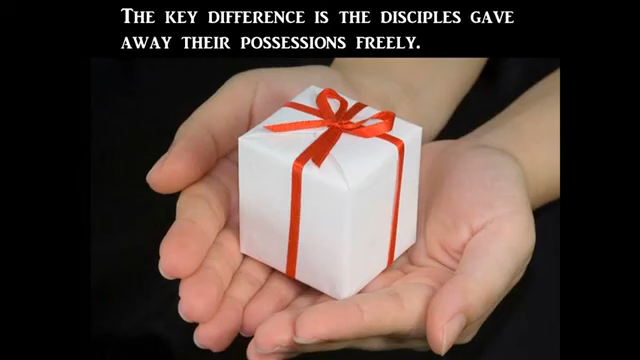 The key difference is the disciples gave
away their possessions freely.